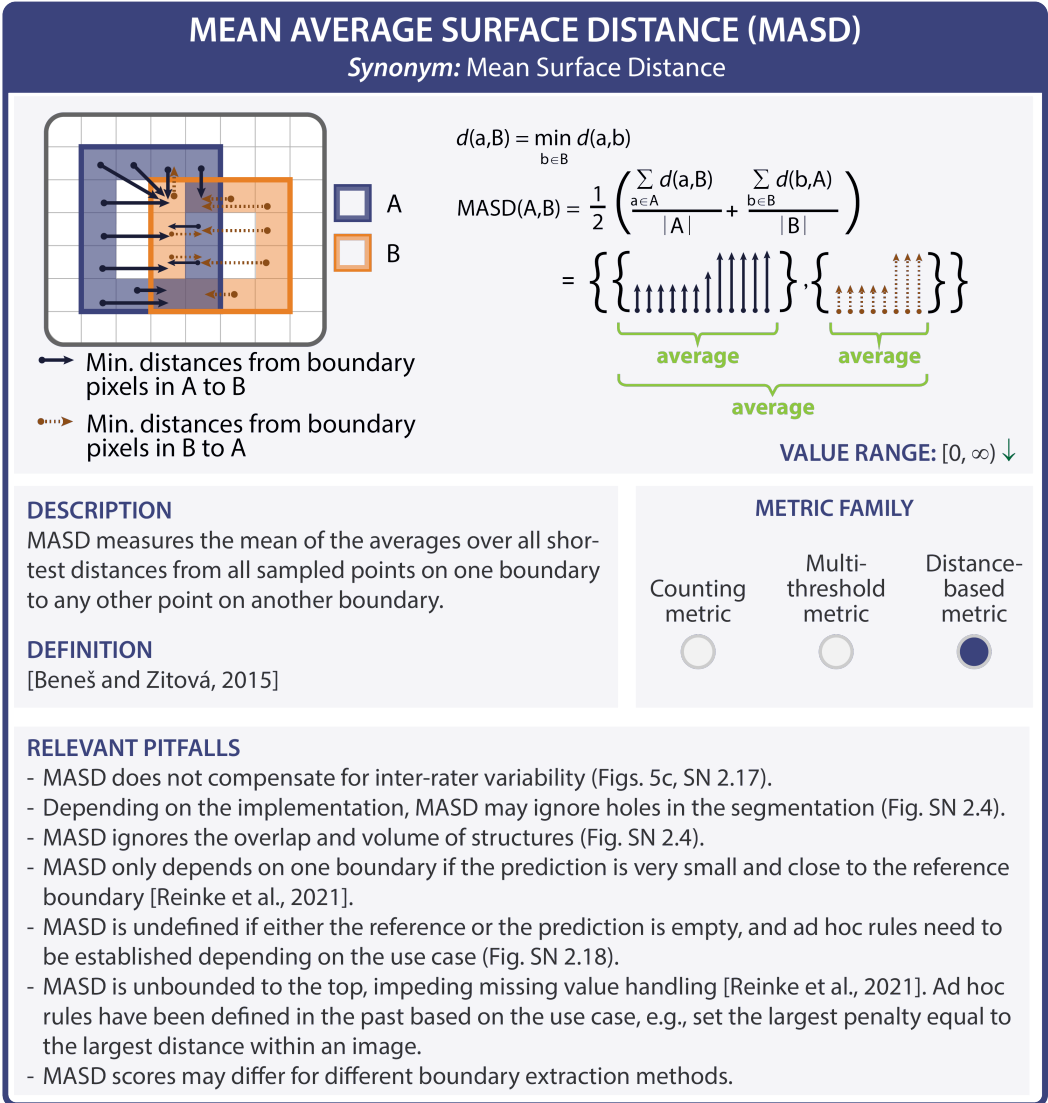 MEAN AVERAGE SURFACE DISTANCE (MASD)
Synonym: Mean Surface Distance
d(a,B) = min d(a,b)
b∈B
MASD(A,B) = 1/2 ( ∑ d(a,B) / |A| + ∑ d(b,A) / |B| )
a∈A b∈B
= { { } , { } }
average average
average
A
B
Min. distances from boundary
pixels in A to B
Min. distances from boundary
pixels in B to A
VALUE RANGE: [0, ∞) ↓
DESCRIPTION
MASD measures the mean of the averages over all shor-
test distances from all sampled points on one boundary
to any other point on another boundary.
DEFINITION
[Beneš and Zitová, 2015]
METRIC FAMILY
Counting
metric
Multi-
threshold
metric
Distance-
based
metric
RELEVANT PITFALLS
- MASD does not compensate for inter-rater variability (Figs. 5c, SN 2.17).
- Depending on the implementation, MASD may ignore holes in the segmentation (Fig. SN 2.4).
- MASD ignores the overlap and volume of structures (Fig. SN 2.4).
- MASD only depends on one boundary if the prediction is very small and close to the reference
boundary [Reinke et al., 2021].
- MASD is undefined if either the reference or the prediction is empty, and ad hoc rules need to
be established depending on the use case (Fig. SN 2.18).
- MASD is unbounded to the top, impeding missing value handling [Reinke et al., 2021]. Ad hoc
rules have been defined in the past based on the use case, e.g., set the largest penalty equal to
the largest distance within an image.
- MASD scores may differ for different boundary extraction methods.